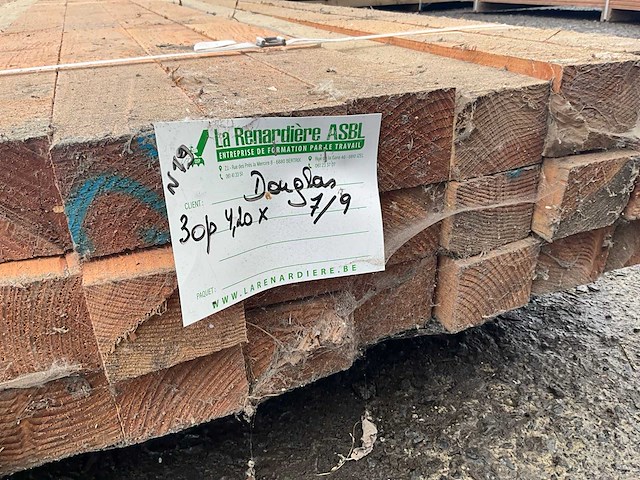 La Renardière ASBL
ENTREPRISE DE FORMATION PAR LE TRAVAIL
N°19
CLIENT: Douglas
30p 4,20 x 7/9
PAQUET:
WWW.LARENARDIERE.BE